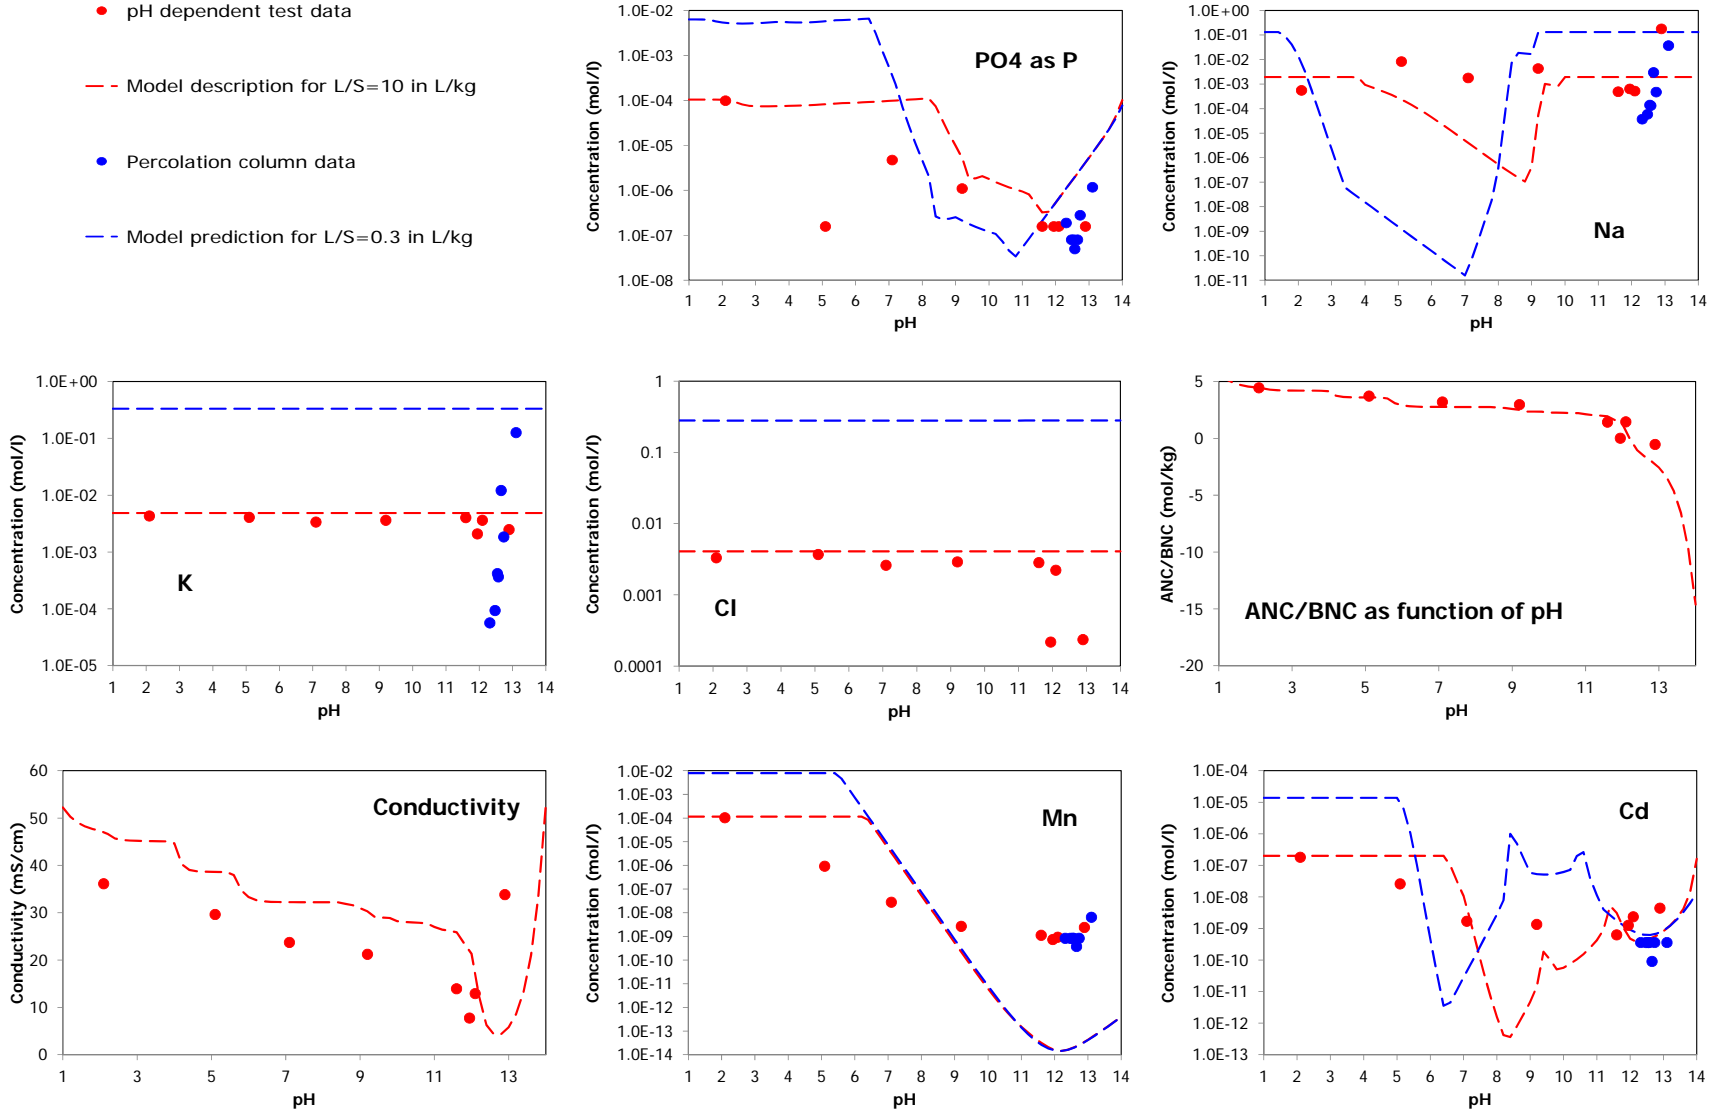 pH dependent test data
Model description for L/S=10 in L/kg
Percolation column data
Model prediction for L/S=0.3 in L/kg
1.0E-02
1.0E-03
1.0E-04
1.0E-05
1.0E-06
1.0E-07
1.0E-08
Concentration (mol/l)
PO4 as P
1 2 3 4 5 6 7 8 9 10 11 12 13 14
pH
1.0E+00
1.0E-01
1.0E-02
1.0E-03
1.0E-04
1.0E-05
1.0E-06
1.0E-07
1.0E-08
1.0E-09
1.0E-10
1.0E-11
Concentration (mol/l)
Na
1 2 3 4 5 6 7 8 9 10 11 12 13 14
pH
1.0E+00
1.0E-01
1.0E-02
1.0E-03
1.0E-04
1.0E-05
Concentration (mol/l)
K
1 2 3 4 5 6 7 8 9 10 11 12 13 14
pH
1
0.1
0.01
0.001
0.0001
Concentration (mol/l)
Cl
1 2 3 4 5 6 7 8 9 10 11 12 13 14
pH
5
0
-5
-10
-15
-20
ANC/BNC (mol/kg)
ANC/BNC as function of pH
1 3 5 7 9 11 13
pH
60
50
40
30
20
10
0
Conductivity (mS/cm)
Conductivity
1 3 5 7 9 11 13
pH
1.0E-02
1.0E-03
1.0E-04
1.0E-05
1.0E-06
1.0E-07
1.0E-08
1.0E-09
1.0E-10
1.0E-11
1.0E-12
1.0E-13
1.0E-14
Concentration (mol/l)
Mn
1 2 3 4 5 6 7 8 9 10 11 12 13 14
pH
1.0E-04
1.0E-05
1.0E-06
1.0E-07
1.0E-08
1.0E-09
1.0E-10
1.0E-11
1.0E-12
1.0E-13
Concentration (mol/l)
Cd
1 2 3 4 5 6 7 8 9 10 11 12 13 14
pH